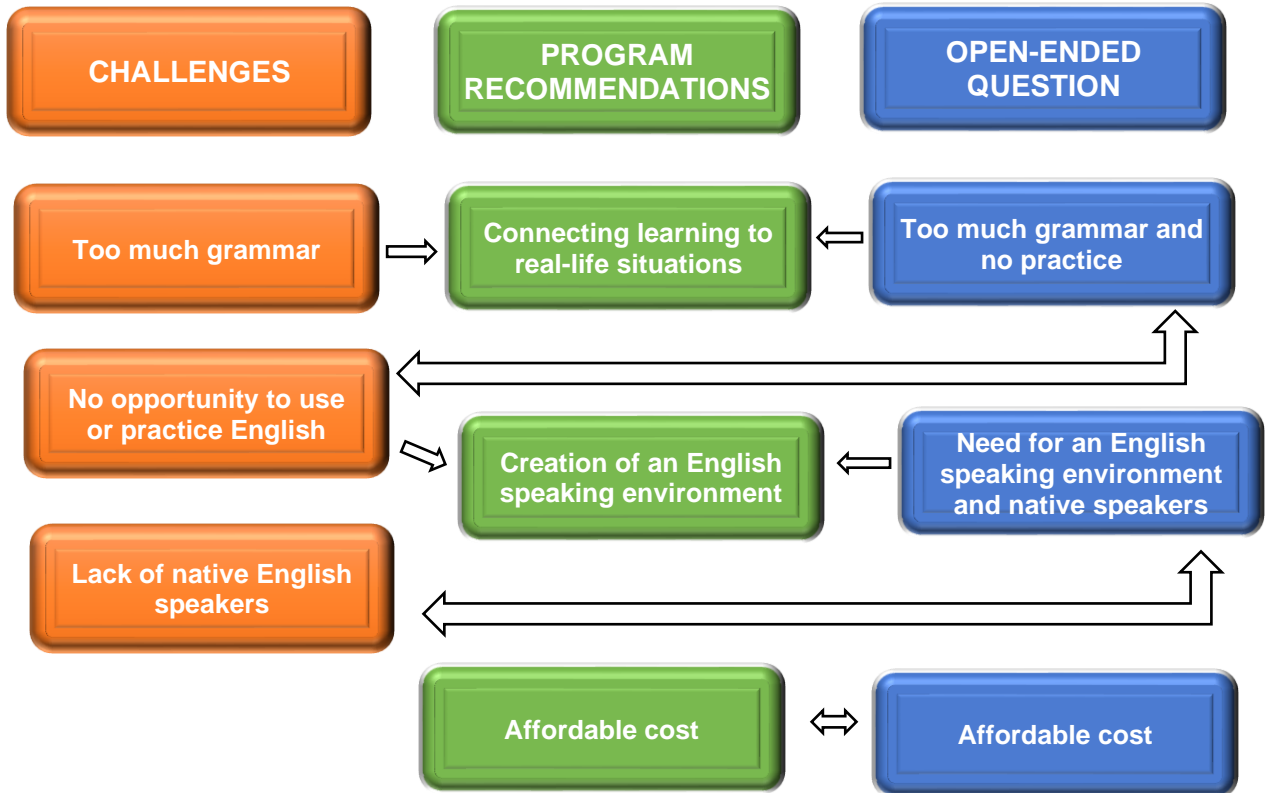 CHALLENGES
PROGRAM
RECOMMENDATIONS
OPEN-ENDED
QUESTION
Too much grammar
Connecting learning to
real-life situations
Too much grammar and
no practice
No opportunity to use
or practice English
Creation of an English
speaking environment
Need for an English
speaking environment
and native speakers
Lack of native English
speakers
Affordable cost
Affordable cost